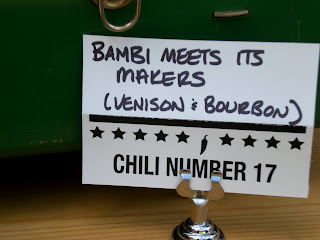 BAMBI MEETS ITS
MAKERS
(VENISON & BOURBON)
CHILI NUMBER 17